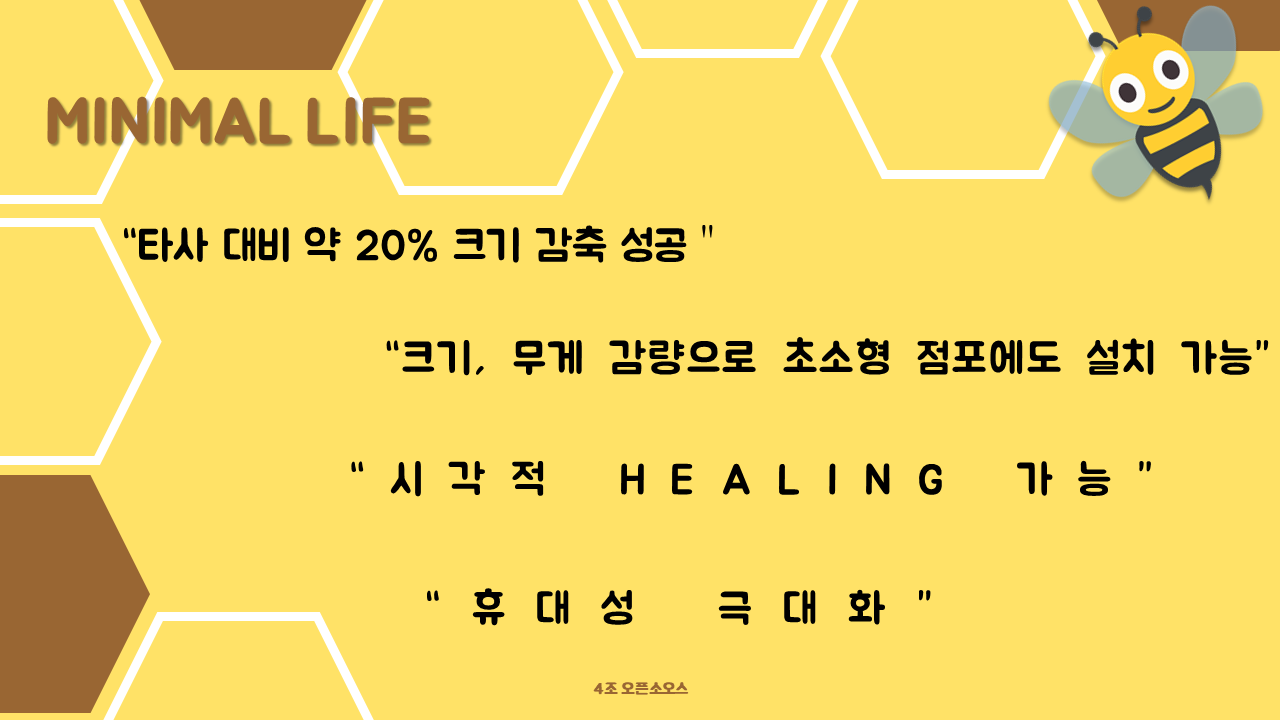 MINIMAL LIFE
“타사 대비 약 20% 크기 감축 성공 "
“크기, 무게 감량으로 초소형 점포에도 설치 가능”
“ 시 각 적 H E A L I N G 가 능 ”
“ 휴 대 성 극 대 화 ”
4조 오픈소오스